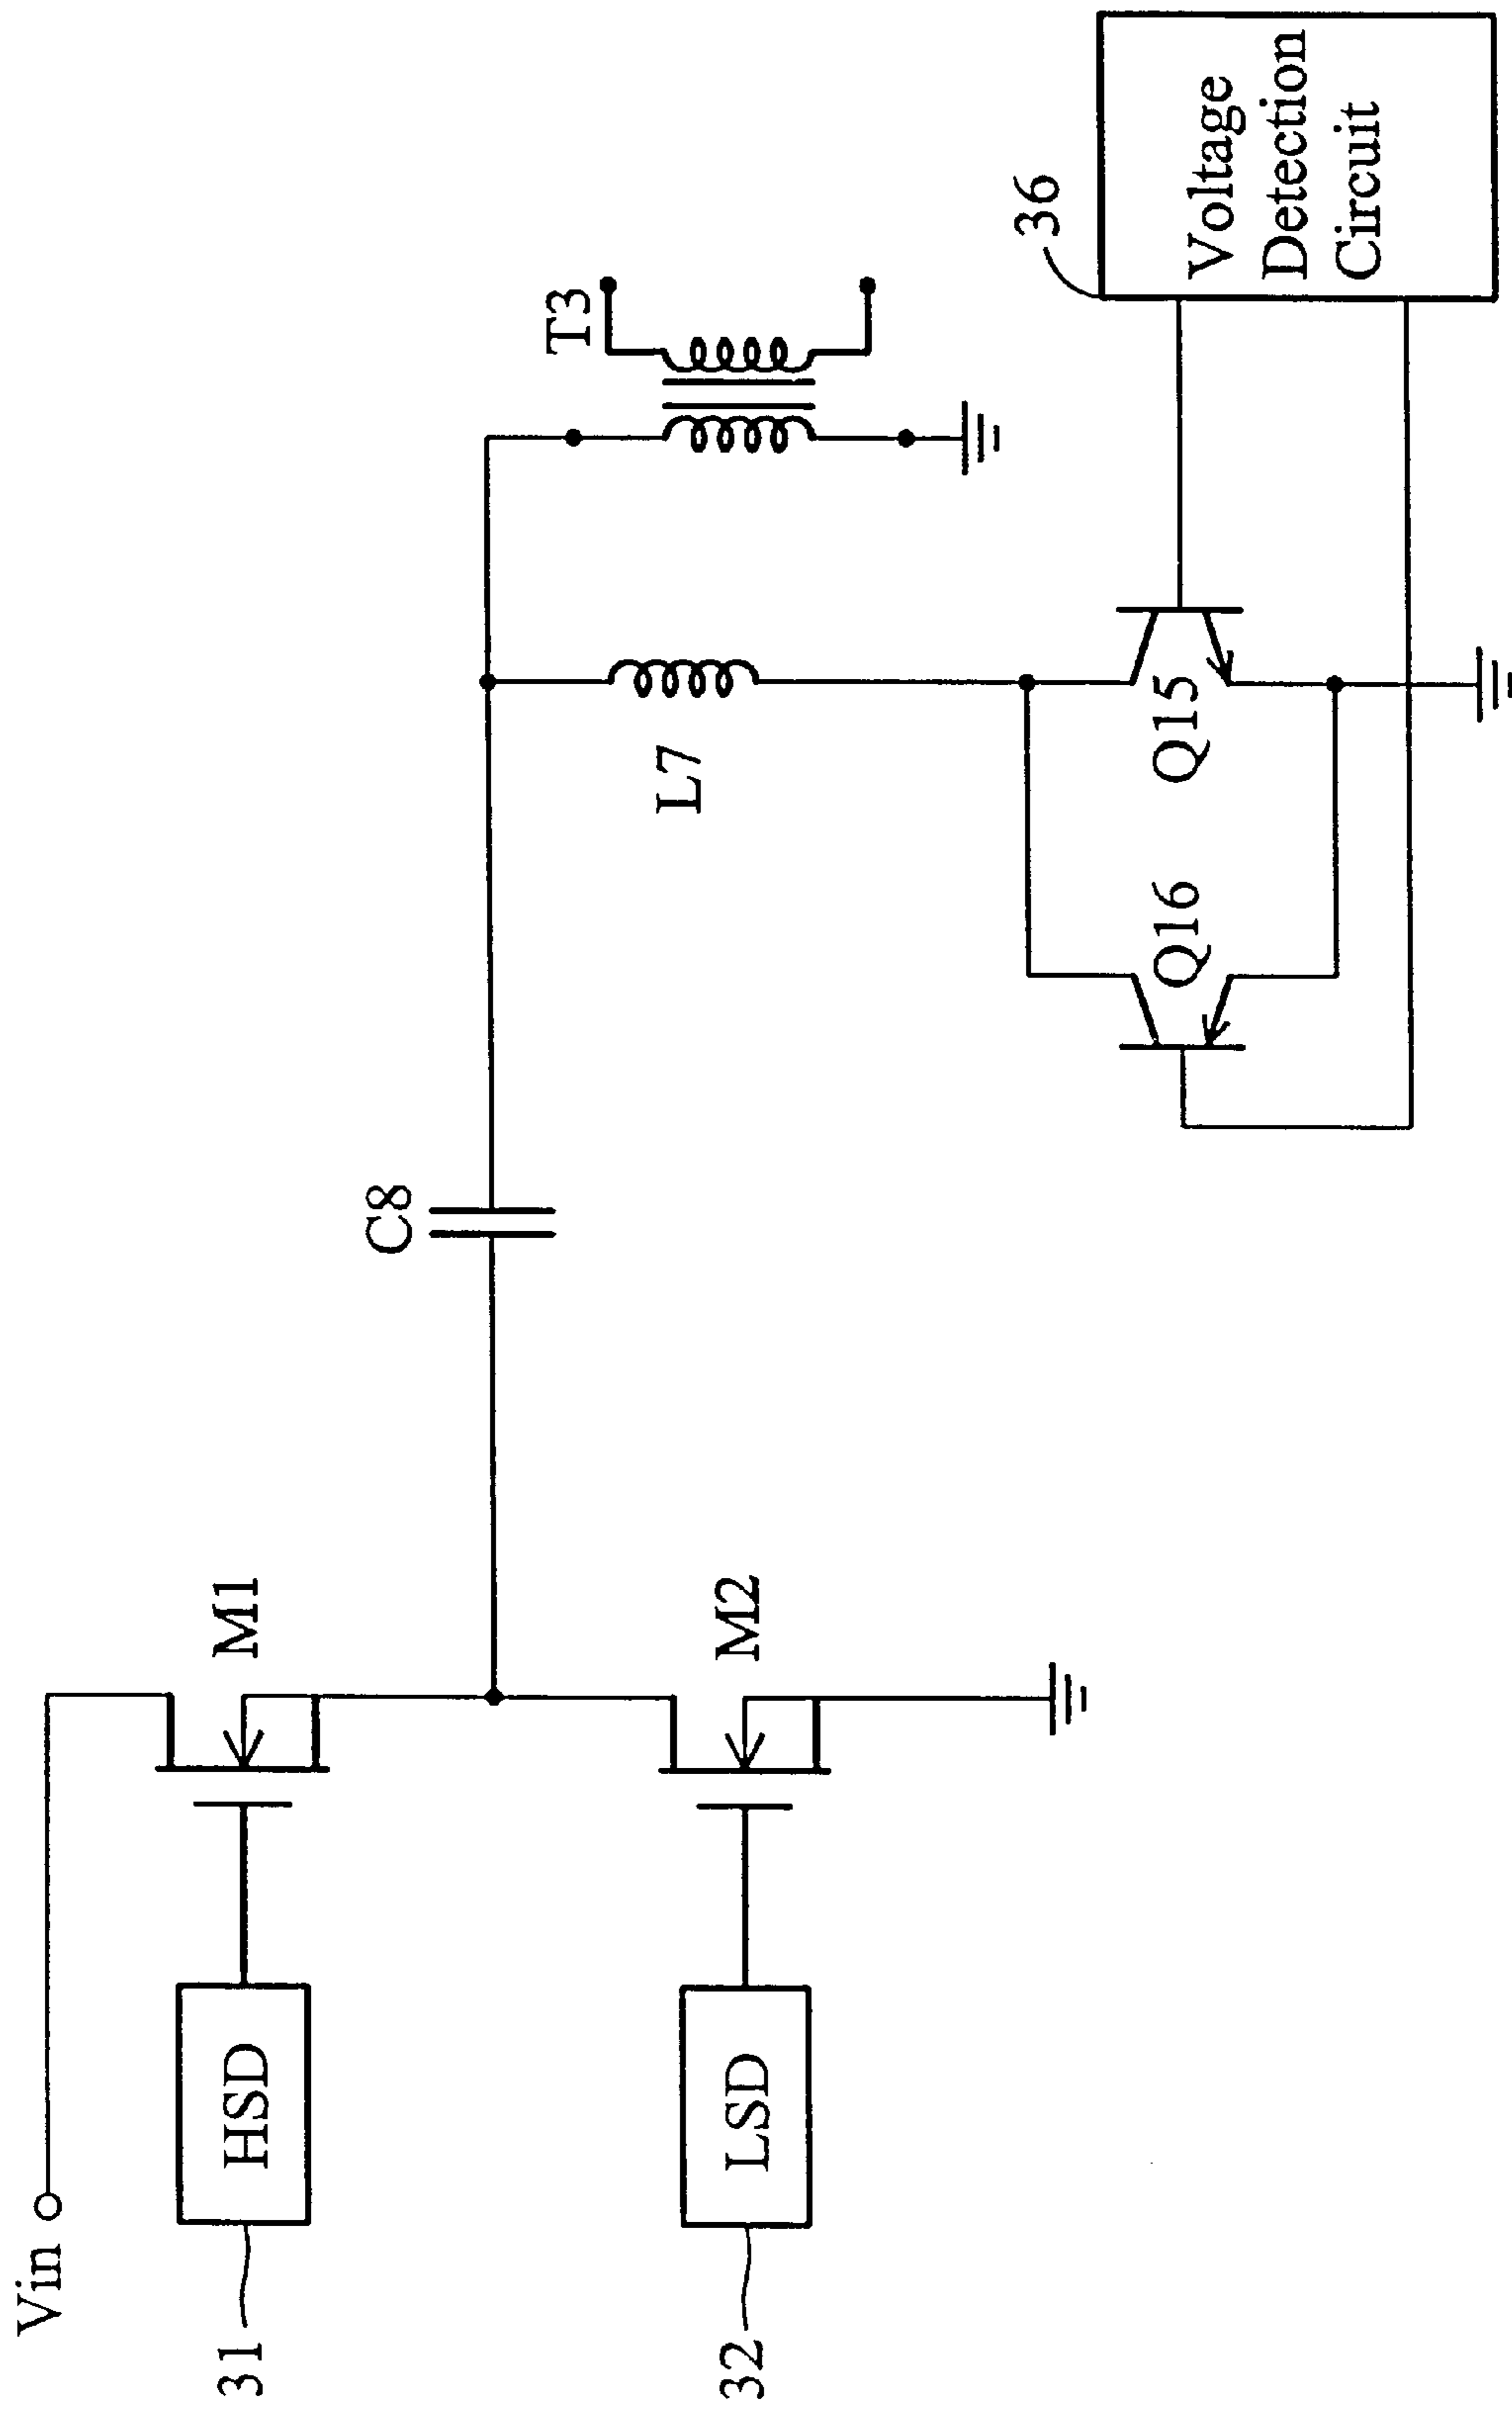 Vin
M1
C8
T3
HSD
31
L7
M2
LSD
32
Q16
Q15
36
Voltage
Detection
Circuit